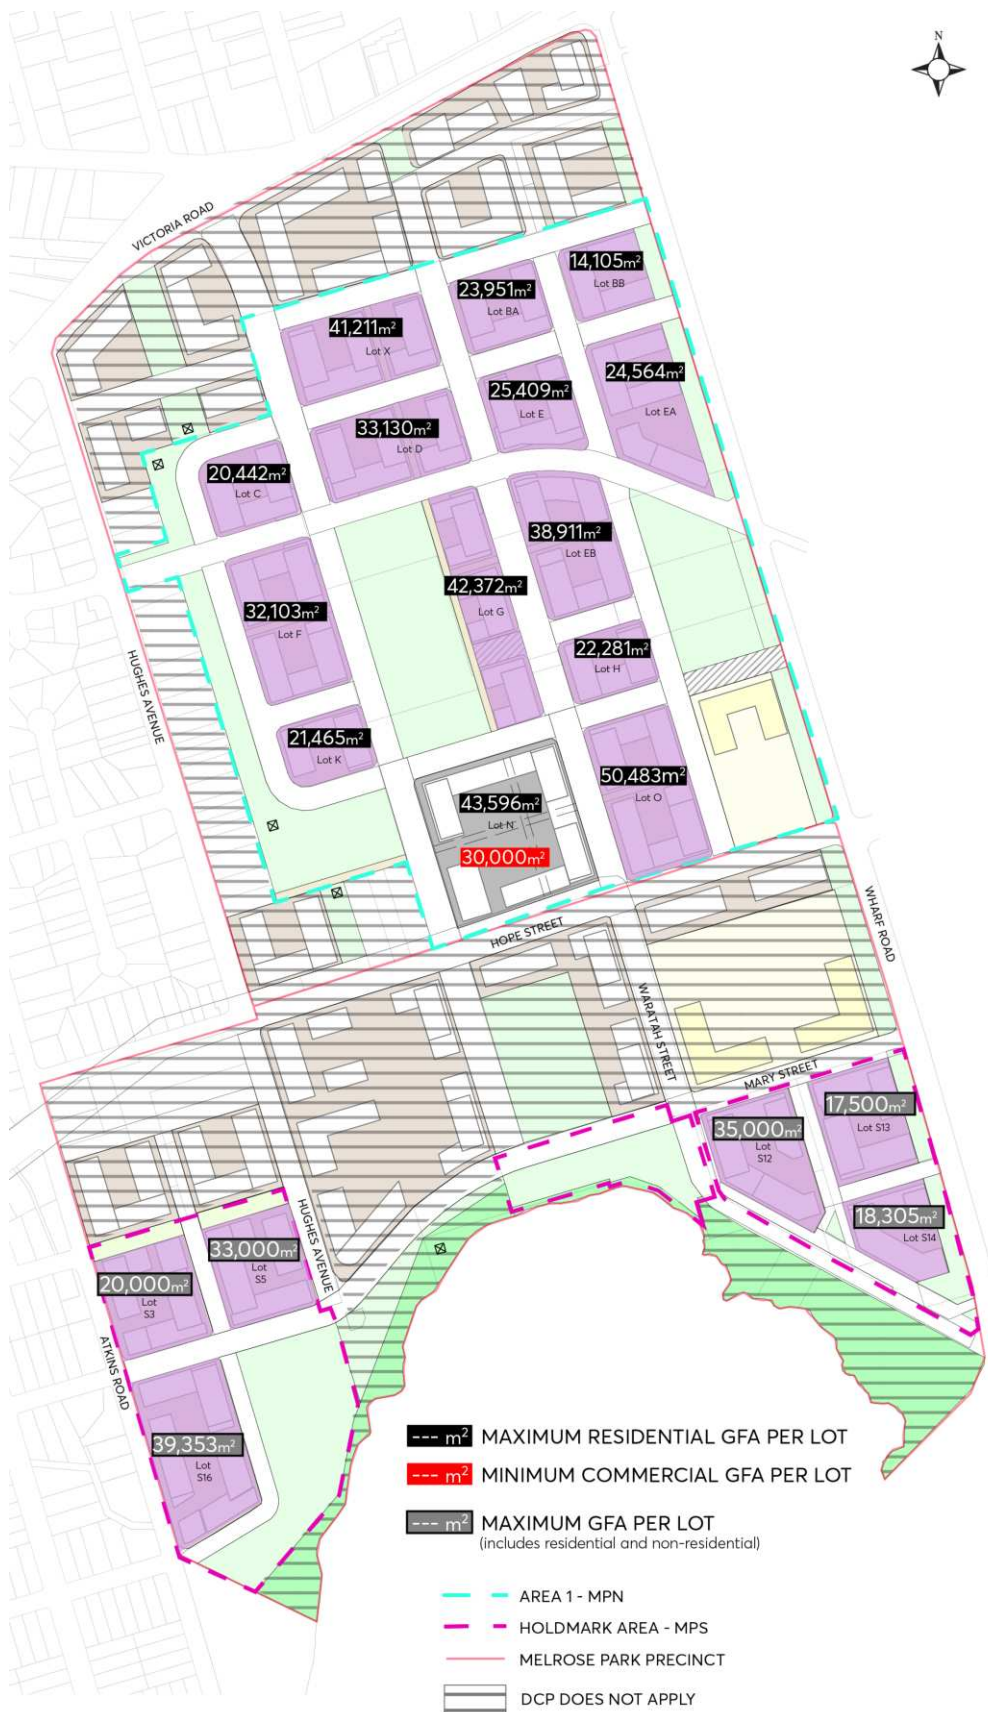 N
VICTORIA ROAD
14,105m²
Lot BB
23,951m²
Lot BA
41,211m²
Lot X
24,564m²
Lot EA
25,409m²
Lot E
33,130m²
Lot D
20,442m²
Lot C
38,911m²
Lot EB
42,372m²
Lot G
32,103m²
Lot F
22,281m²
Lot H
HUGHES AVENUE
21,465m²
Lot K
50,483m²
Lot O
43,596m²
Lot N
30,000m²
HOPE STREET
WHARF ROAD
WARATAH STREET
MARY STREET
17,500m²
Lot S13
35,000m²
Lot
S12
18,305m²
Lot S14
HUGHES AVENUE
33,000m²
Lot
S5
20,000m²
Lot
S3
ATKINS ROAD
39,353m²
Lot
S16
--- m² MAXIMUM RESIDENTIAL GFA PER LOT
--- m² MINIMUM COMMERCIAL GFA PER LOT
--- m² MAXIMUM GFA PER LOT
(includes residential and non-residential)
AREA 1 - MPN
HOLDMARK AREA - MPS
MELROSE PARK PRECINCT
DCP DOES NOT APPLY